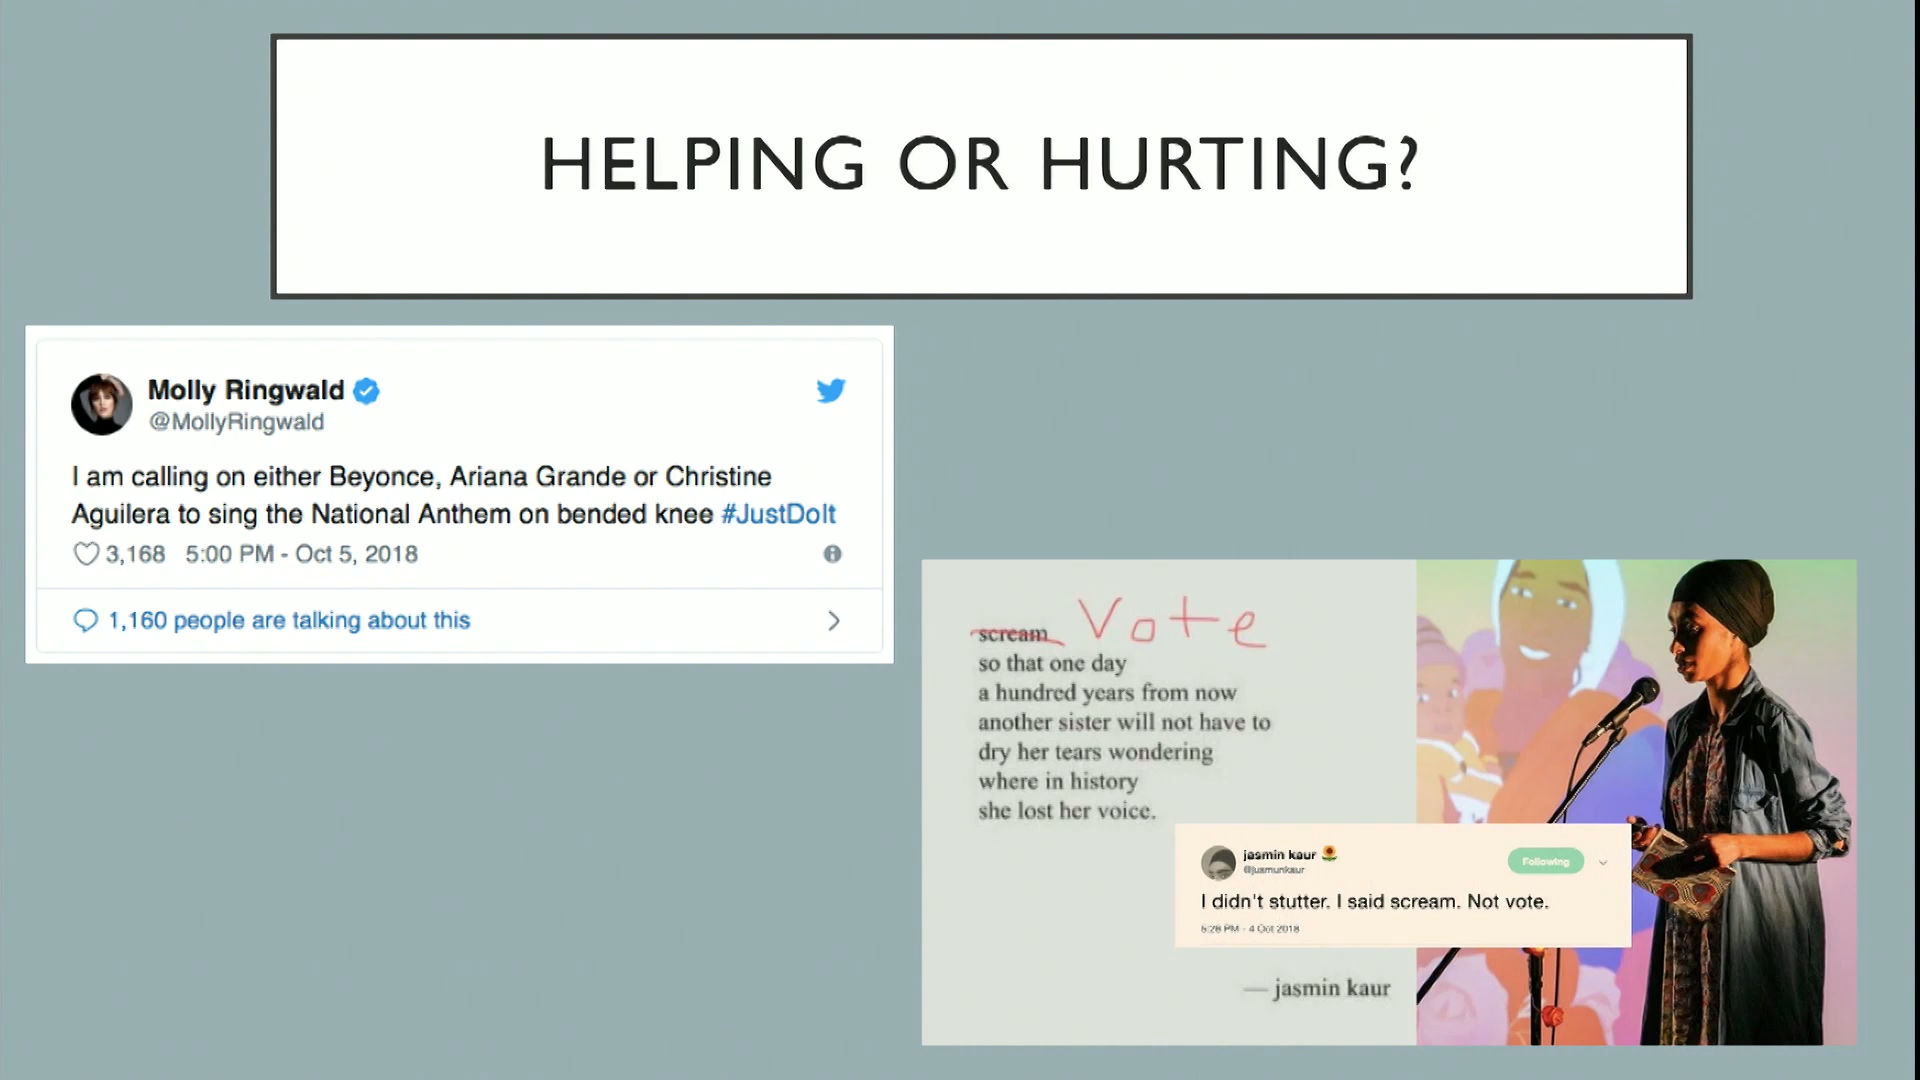 HELPING OR HURTING?
Molly Ringwald
@MollyRingwald
I am calling on either Beyonce, Ariana Grande or Christine
Aguilera to sing the National Anthem on bended knee #JustDoIt
3,168 5:00 PM - Oct 5, 2018
1,160 people are talking about this
scream Vote
so that one day
a hundred years from now
another sister will not have to
dry her tears wondering
where in history
she lost her voice.
jasmin kaur
@jusmunkaur
Following
I didn't stutter. I said scream. Not vote.
5:28 PM - 4 Oct 2018
— jasmin kaur